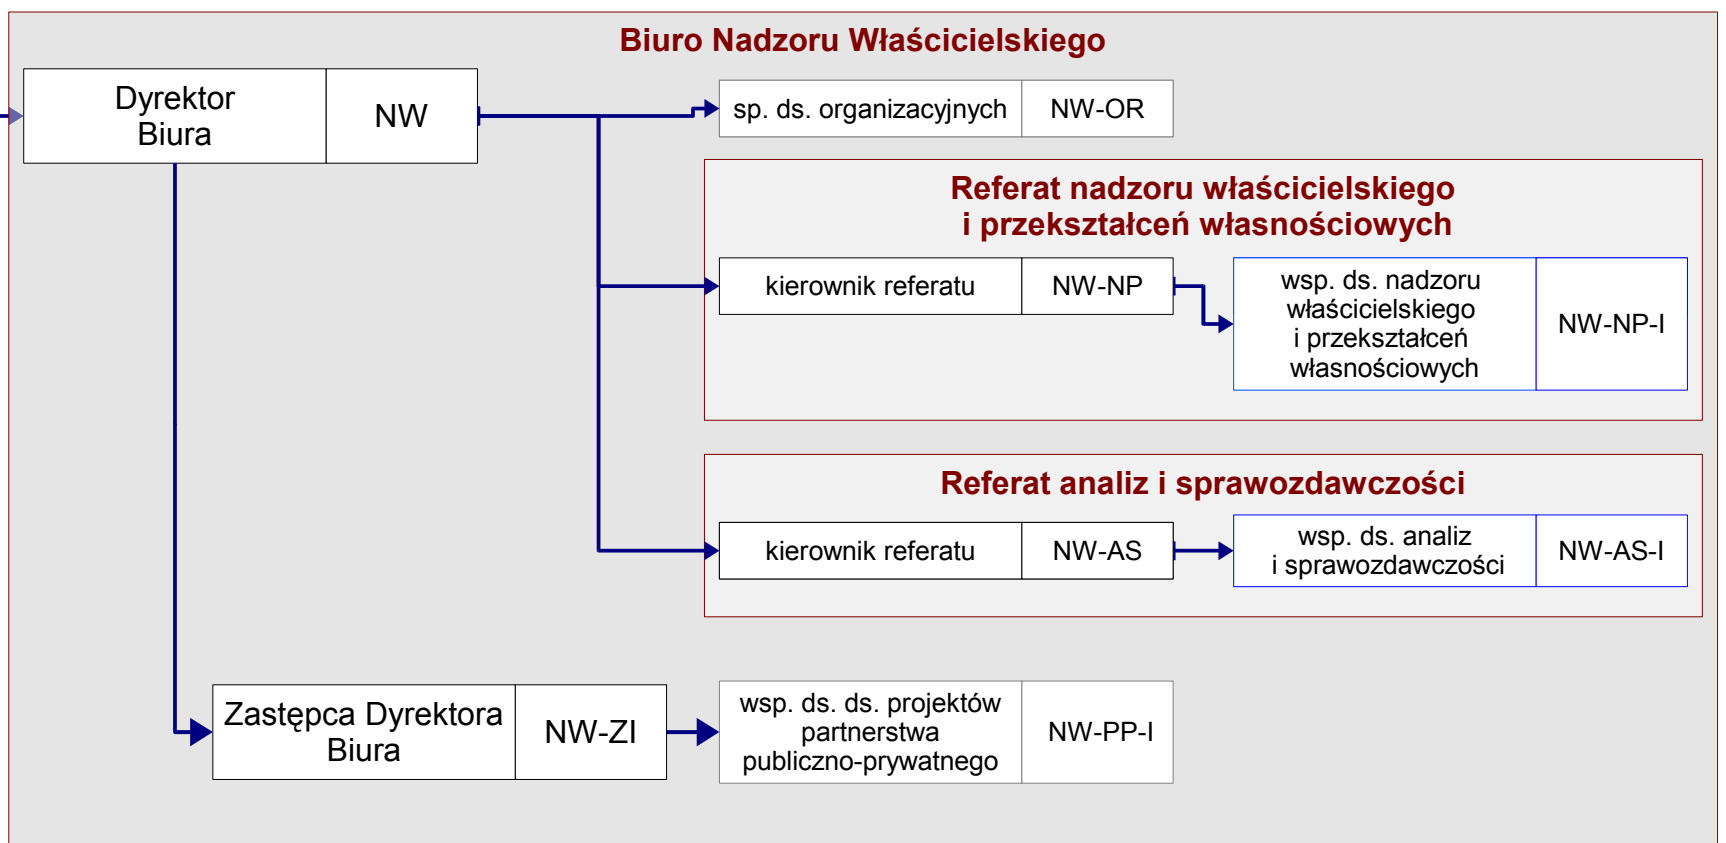 Biuro Nadzoru Właścicielskiego
Dyrektor
Biura
NW
sp. ds. organizacyjnych
NW-OR
Referat nadzoru właścicielskiego
i przekształceń własnościowych
kierownik referatu
NW-NP
wsp. ds. nadzoru
właścicielskiego
i przekształceń
własnościowych
NW-NP-I
Referat analiz i sprawozdawczości
kierownik referatu
NW-AS
wsp. ds. analiz
i sprawozdawczości
NW-AS-I
Zastępca Dyrektora
Biura
NW-ZI
wsp. ds. ds. projektów
partnerstwa
publiczno-prywatnego
NW-PP-I